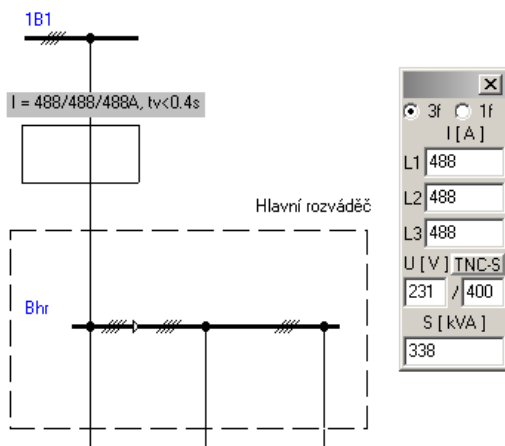 1B1
I = 488/488/488A, tv<0.4s
Hlavní rozváděč
Bhr
3f 1f
I [ A ]
L1 488
L2 488
L3 488
U [ V ] TNC-S
231 / 400
S [ kVA ]
338